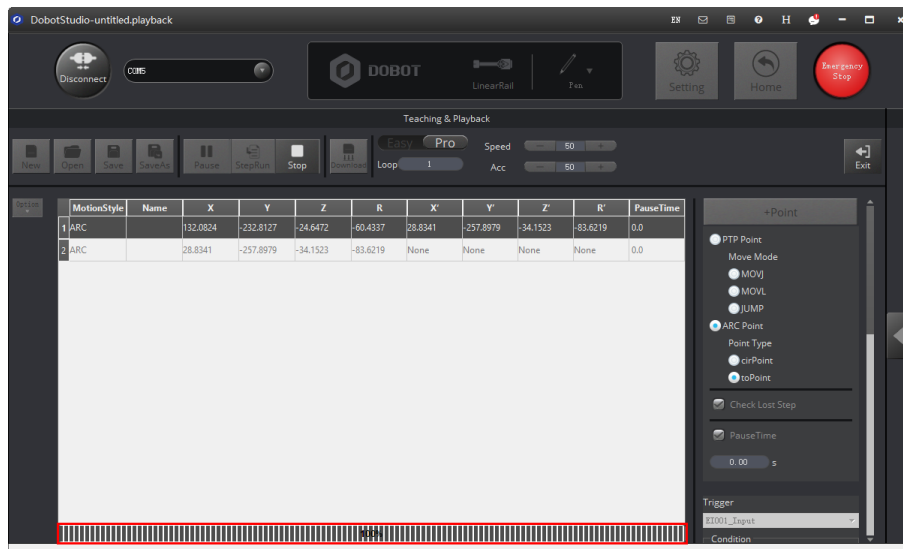 DobotStudio-untitled.playback EN H
Disconnect COM5 DOBOT LinearRail Pen Setting Home Emergency Stop
Teaching & Playback
New Open Save SaveAs Pause StepRun Stop Download Easy Pro Loop 1 Speed 50 Acc 50 Exit
Option
MotionStyle Name X Y Z R X' Y' Z' R' PauseTime
1 ARC 132.0824 -232.8127 -24.6472 -60.4337 28.8341 -257.8979 -34.1523 -83.6219 0.0
2 ARC 28.8341 -257.8979 -34.1523 -83.6219 None None None None 0.0
100%
+Point
PTP Point
Move Mode
MOVJ
MOVL
JUMP
ARC Point
Point Type
cirPoint
toPoint
Check Lost Step
PauseTime
0.00 s
Trigger
EIO01_Input
Condition